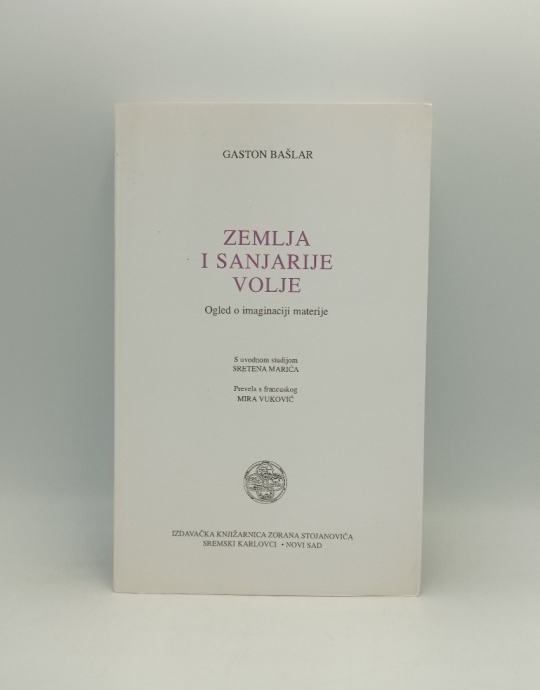 GASTON BAŠLAR
ZEMLJA
I SANJARIJE
VOLJE
Ogled o imaginaciji materije
S uvodnom studijom
SRETENA MARIĆA
Prevela s francuskog
MIRA VUKOVIĆ
IZDAVAČKA KNJIŽARNICA ZORANA STOJANOVIĆA
SREMSKI KARLOVCI • NOVI SAD